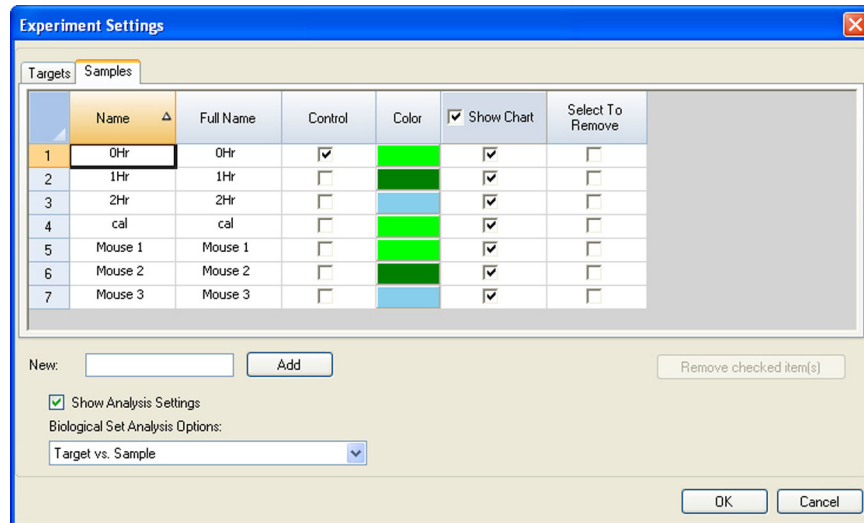 Experiment Settings
Targets Samples
Name Full Name Control Color Show Chart Select To
Remove
1 0Hr 0Hr
2 1Hr 1Hr
3 2Hr 2Hr
4 cal cal
5 Mouse 1 Mouse 1
6 Mouse 2 Mouse 2
7 Mouse 3 Mouse 3
New: Add Remove checked item(s)
Show Analysis Settings
Biological Set Analysis Options:
Target vs. Sample
OK Cancel